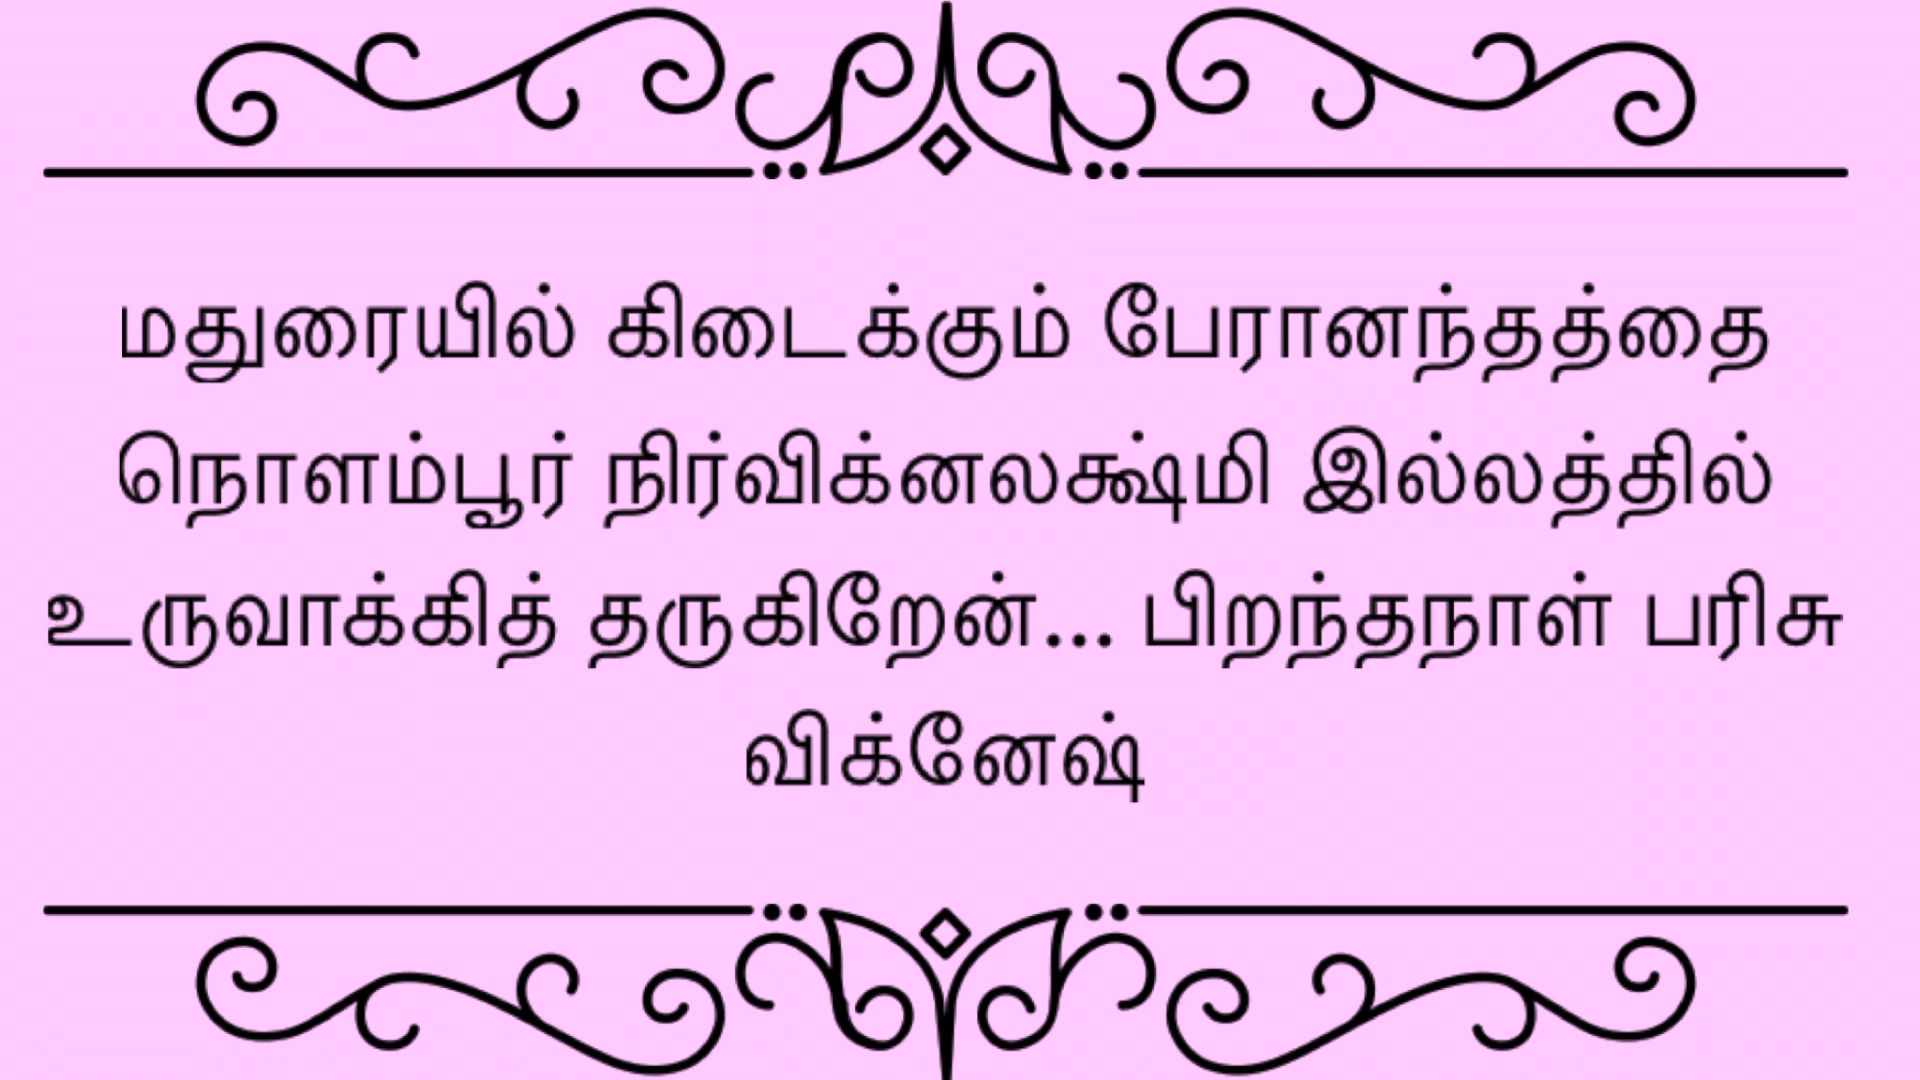 மதுரையில் கிடைக்கும் பேரானந்தத்தை
நொளம்பூர் நிர்விக்னலக்ஷ்மி இல்லத்தில்
உருவாக்கித் தருகிறேன்... பிறந்தநாள் பரிசு
விக்னேஷ்